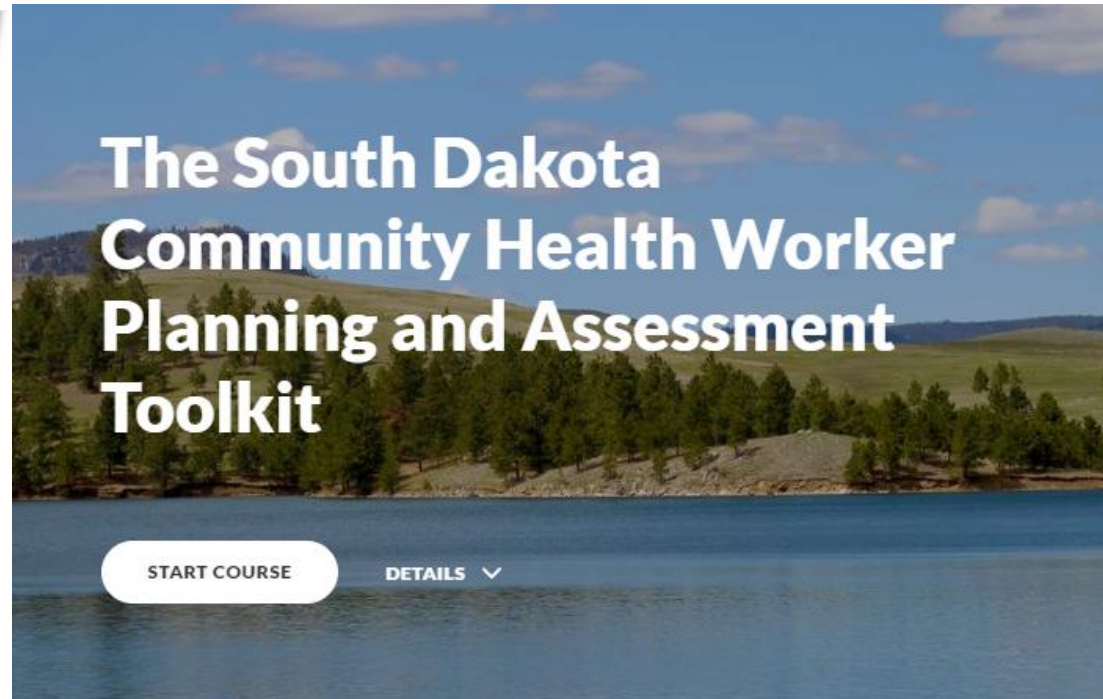 The South Dakota
Community Health Worker
Planning and Assessment
Toolkit
START COURSE
DETAILS